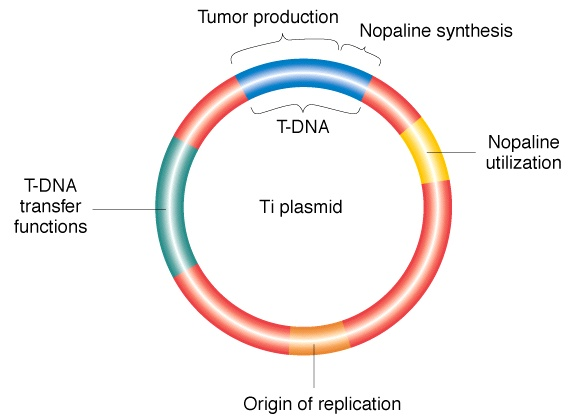 Tumor production
Nopaline synthesis
T-DNA
Nopaline
utilization
T-DNA
transfer
functions
Ti plasmid
Origin of replication